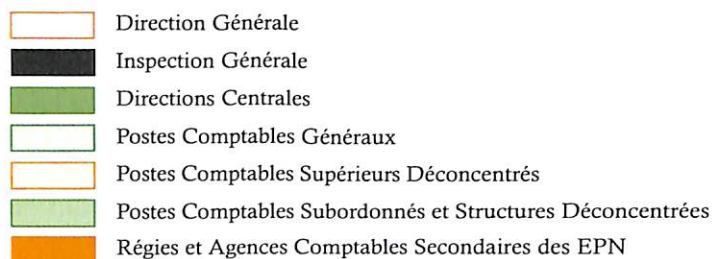 Direction Générale
Inspection Générale
Directions Centrales
Postes Comptables Généraux
Postes Comptables Supérieurs Déconcentrés
Postes Comptables Subordonnés et Structures Déconcentrées
Régies et Agences Comptables Secondaires des EPN